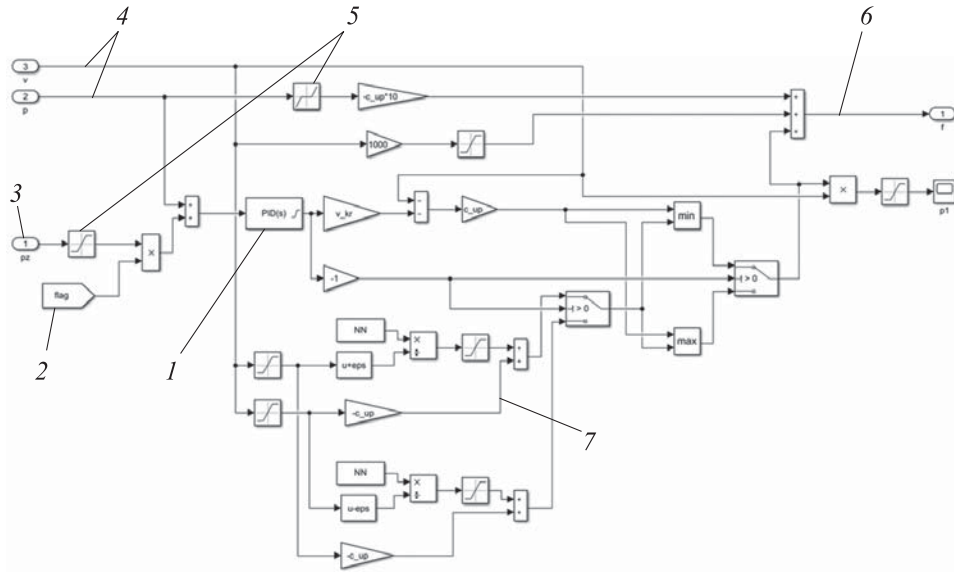 4
5
6
3
v
2
p
-c_up*10
+
+
+
1
f
1000
3
+
+
PID(s)
v_kr
-
-
c_up
min
×
p1
1
pz
×
flag
-1
-t > 0
-t > 0
max
2
1
NN
×
÷
+
+
u+eps
-c_up
7
NN
×
÷
+
+
u-eps
-c_up